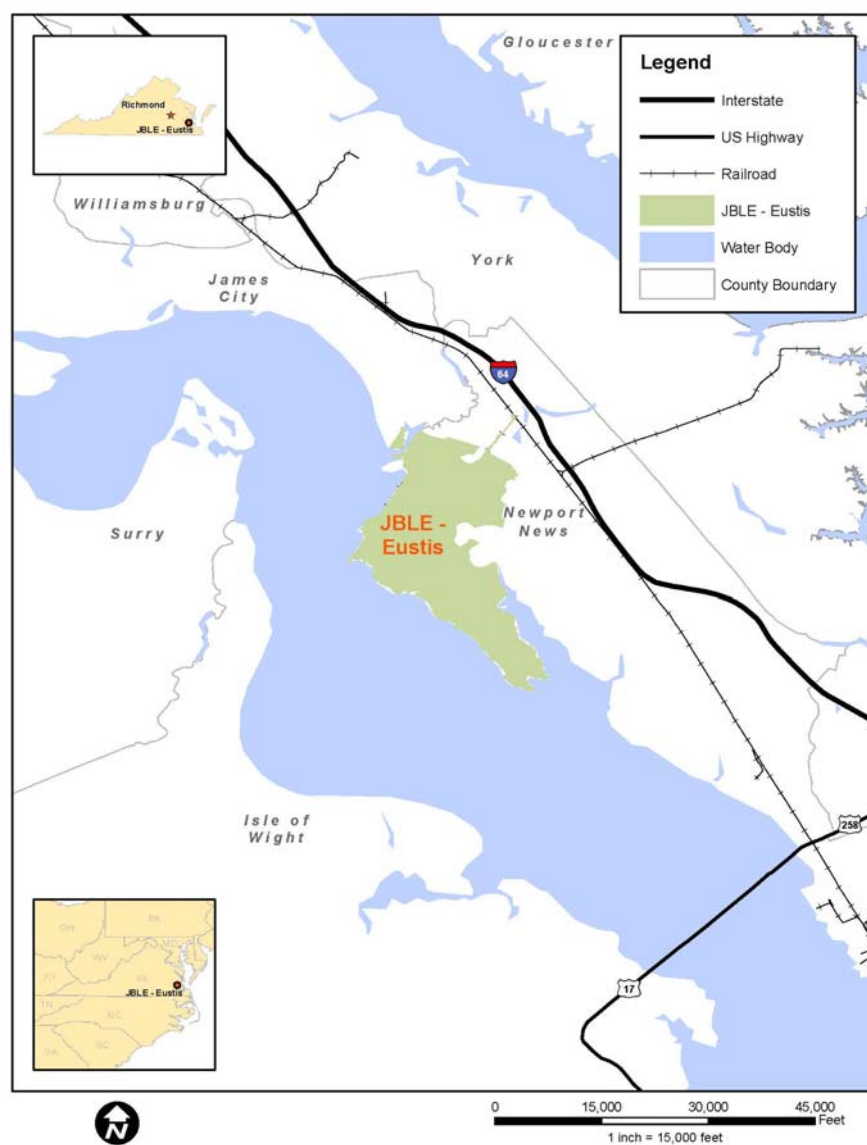 Gloucester
Legend
Interstate
US Highway
Railroad
JBLE - Eustis
Water Body
County Boundary
Richmond
JBLE - Eustis
Williamsburg
James
City
York
64
Surry
JBLE -
Eustis
Newport
News
Isle of
Wight
258
17
PA
OH
MD
WV
KY
VA
JBLE - Eustis
TN
NC
SC
GA
N
0 15,000 30,000 45,000
Feet
1 inch = 15,000 feet